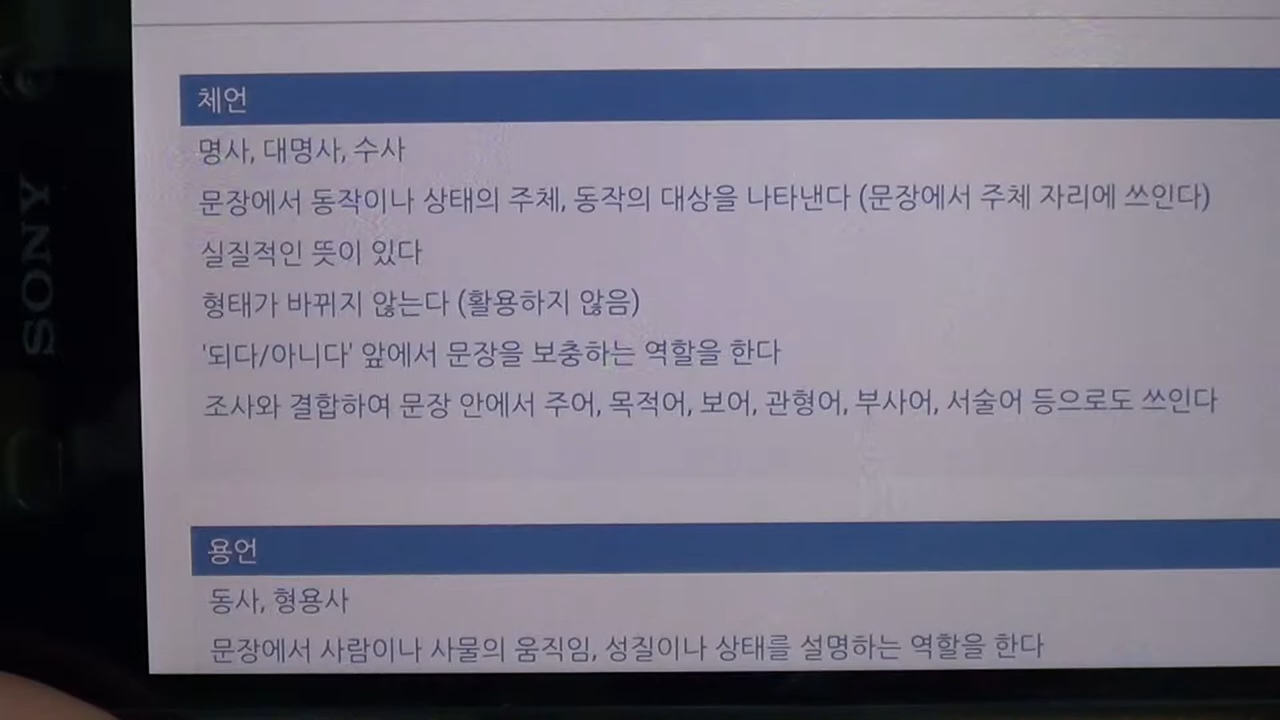 SONY
체언
명사, 대명사, 수사
문장에서 동작이나 상태의 주체, 동작의 대상을 나타낸다 (문장에서 주체 자리에 쓰인다)
실질적인 뜻이 있다
형태가 바뀌지 않는다 (활용하지 않음)
'되다/아니다' 앞에서 문장을 보충하는 역할을 한다
조사와 결합하여 문장 안에서 주어, 목적어, 보어, 관형어, 부사어, 서술어 등으로도 쓰인다
용언
동사, 형용사
문장에서 사람이나 사물의 움직임, 성질이나 상태를 설명하는 역할을 한다